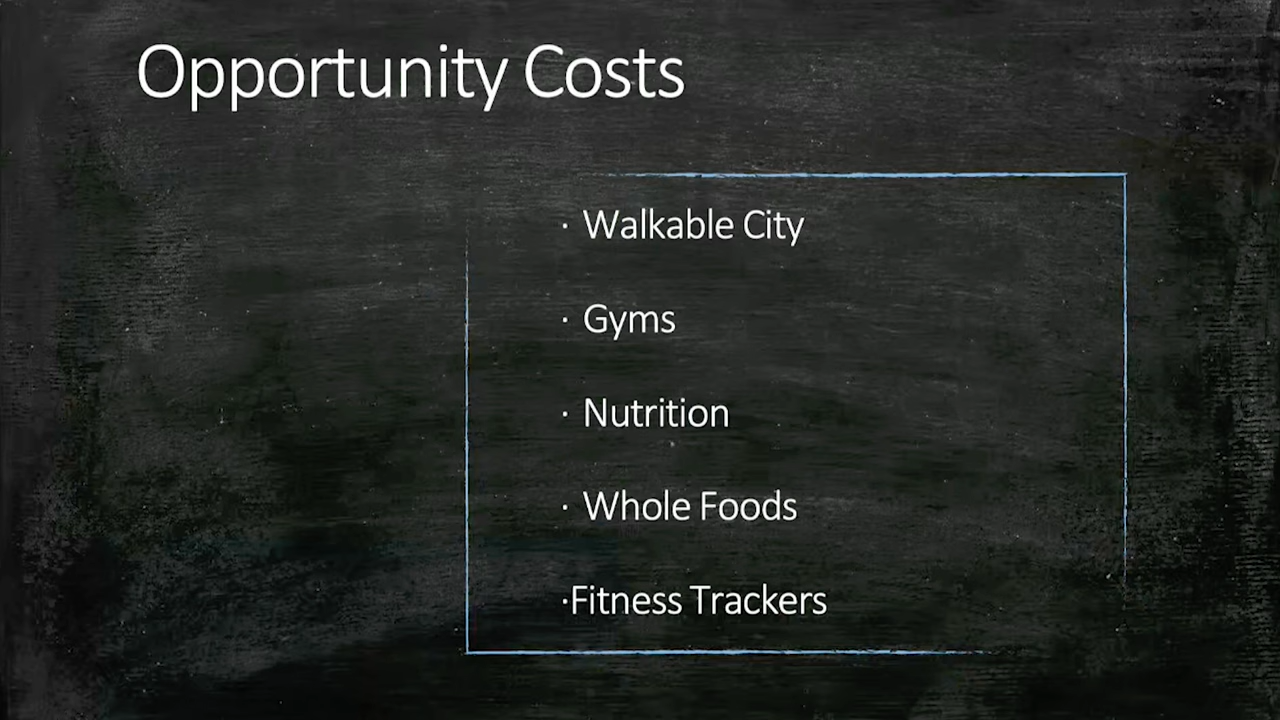 Opportunity Costs
· Walkable City
· Gyms
· Nutrition
· Whole Foods
·Fitness Trackers